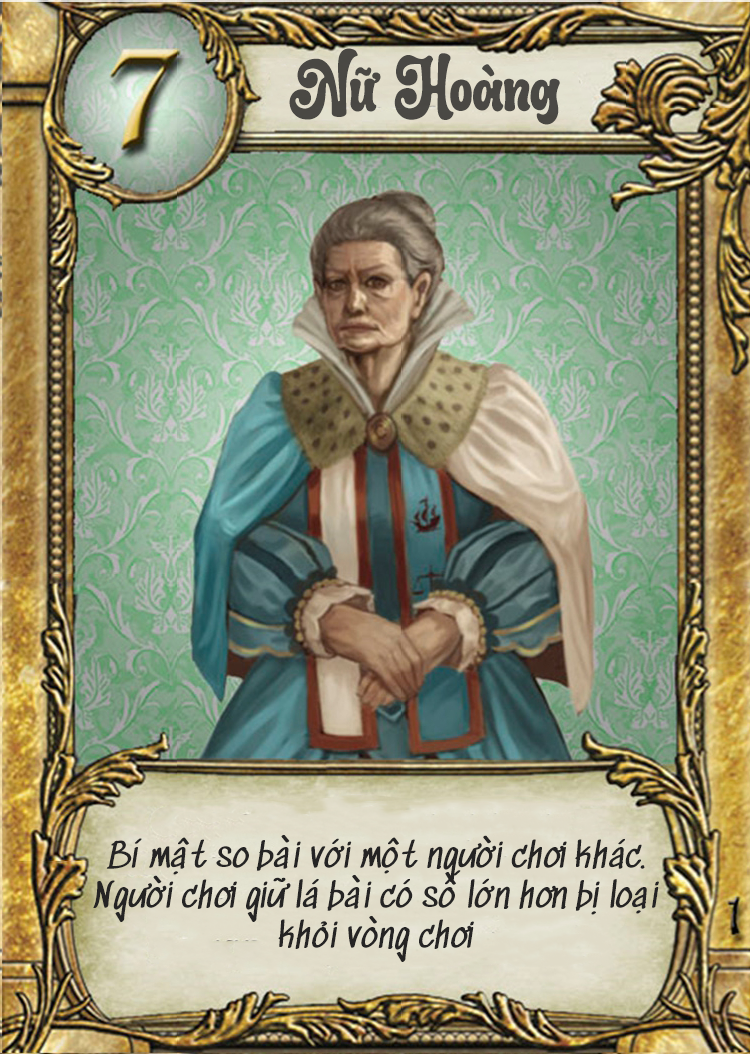 7
Nữ Hoàng
Bí mật so bài với một người chơi khác.
Người chơi giữ lá bài có số lớn hơn bị loại
khỏi vòng chơi
1